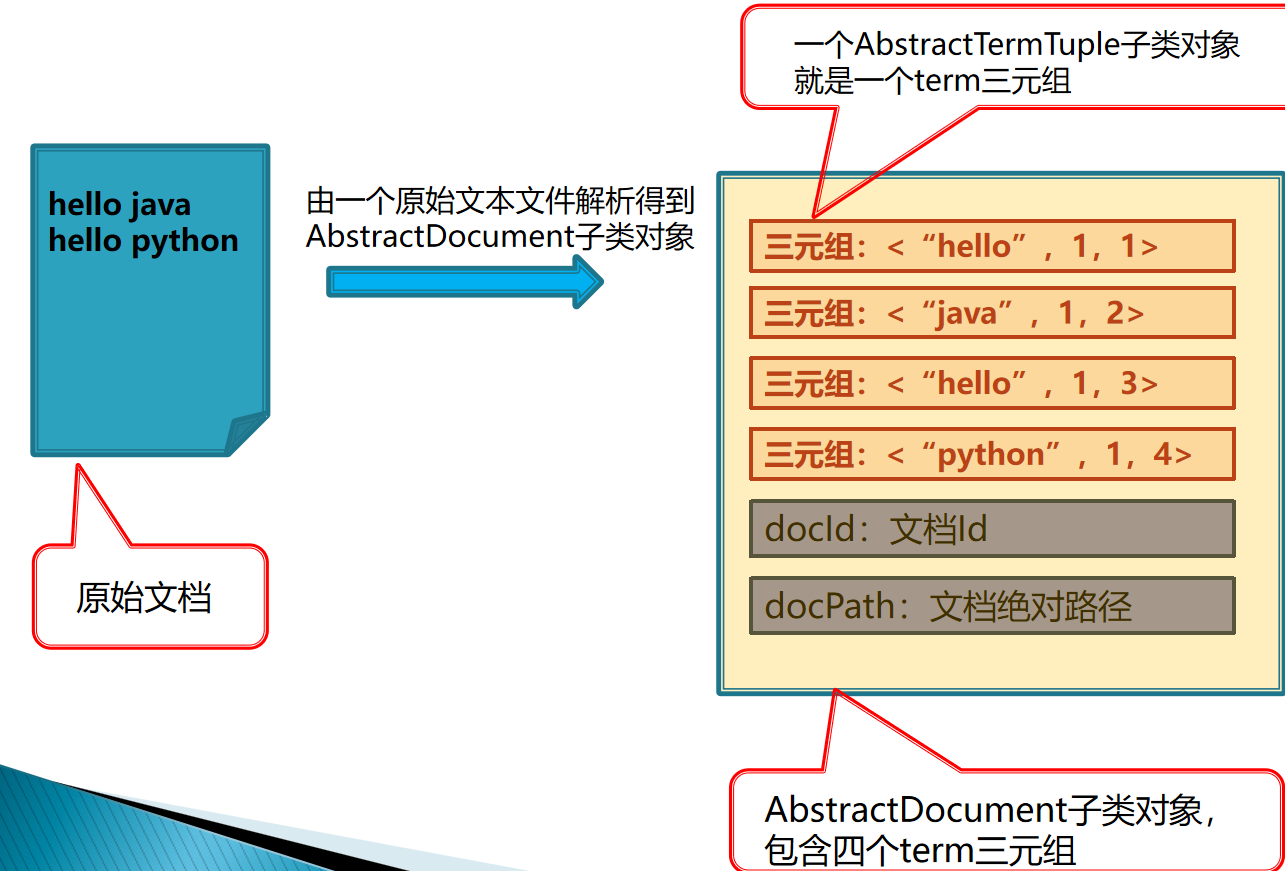 一个AbstractTermTuple子类对象
就是一个term三元组
hello java
hello python
由一个原始文本文件解析得到
AbstractDocument子类对象
三元组：<“hello”, 1, 1>
三元组：<“java”, 1, 2>
三元组：<“hello”, 1, 3>
三元组：<“python”, 1, 4>
docId：文档Id
docPath：文档绝对路径
原始文档
AbstractDocument子类对象，
包含四个term三元组